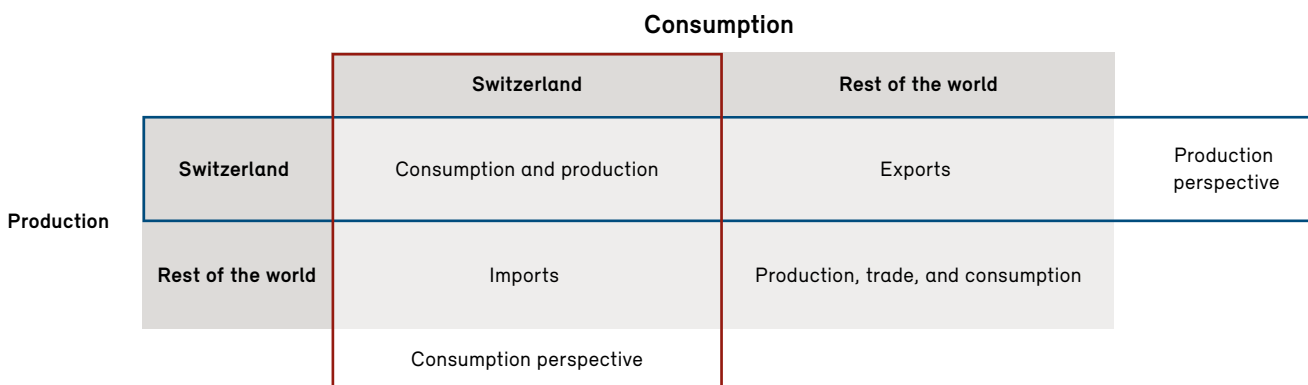 Consumption
Switzerland
Rest of the world
Switzerland
Consumption and production
Exports
Production
perspective
Production
Rest of the world
Imports
Production, trade, and consumption
Consumption perspective